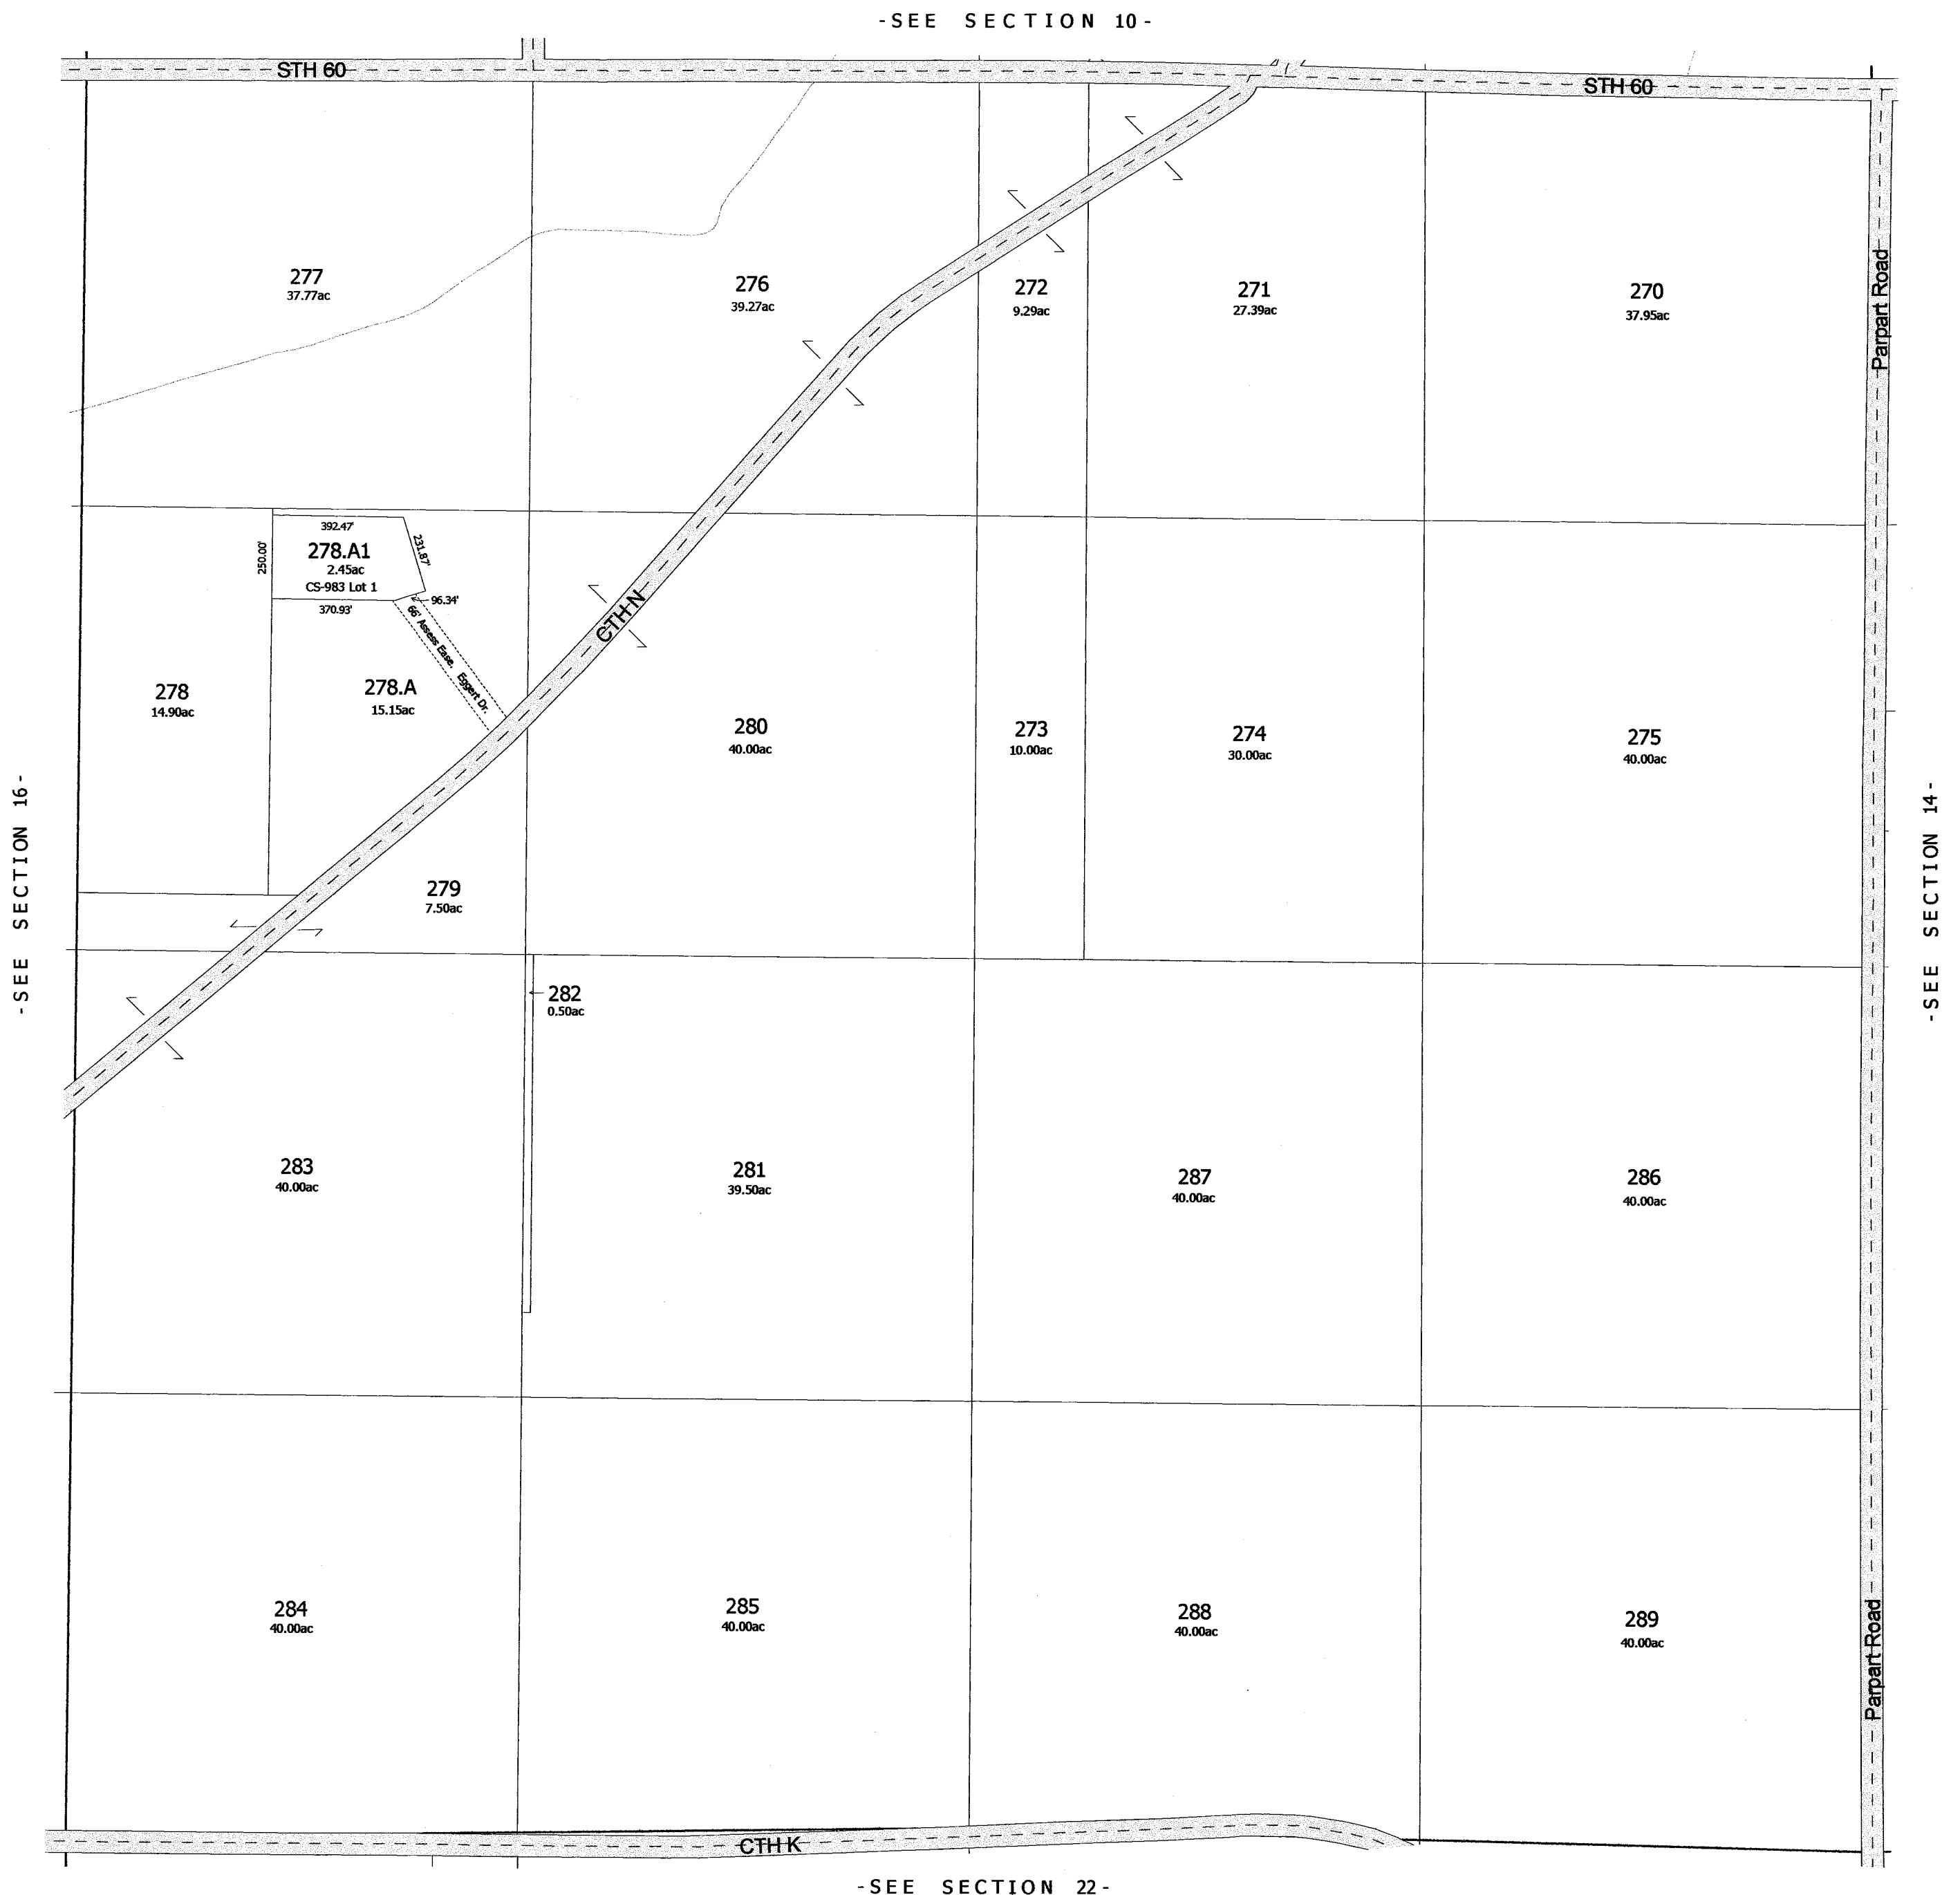 -SEE SECTION 10-
STH 60
STH 60
277
37.77ac
276
39.27ac
272
9.29ac
271
27.39ac
270
37.95ac
Parpart Road
392.47'
250.00'
231.87'
278.A1
2.45ac
CS-983 Lot 1
370.93'
96.34'
66' Assess Ease. Eggert Dr.
CTH N
278
14.90ac
278.A
15.15ac
280
40.00ac
273
10.00ac
274
30.00ac
275
40.00ac
-SEE SECTION 16-
-SEE SECTION 14-
279
7.50ac
282
0.50ac
283
40.00ac
281
39.50ac
287
40.00ac
286
40.00ac
284
40.00ac
285
40.00ac
288
40.00ac
289
40.00ac
Parpart Road
CTH K
-SEE SECTION 22-